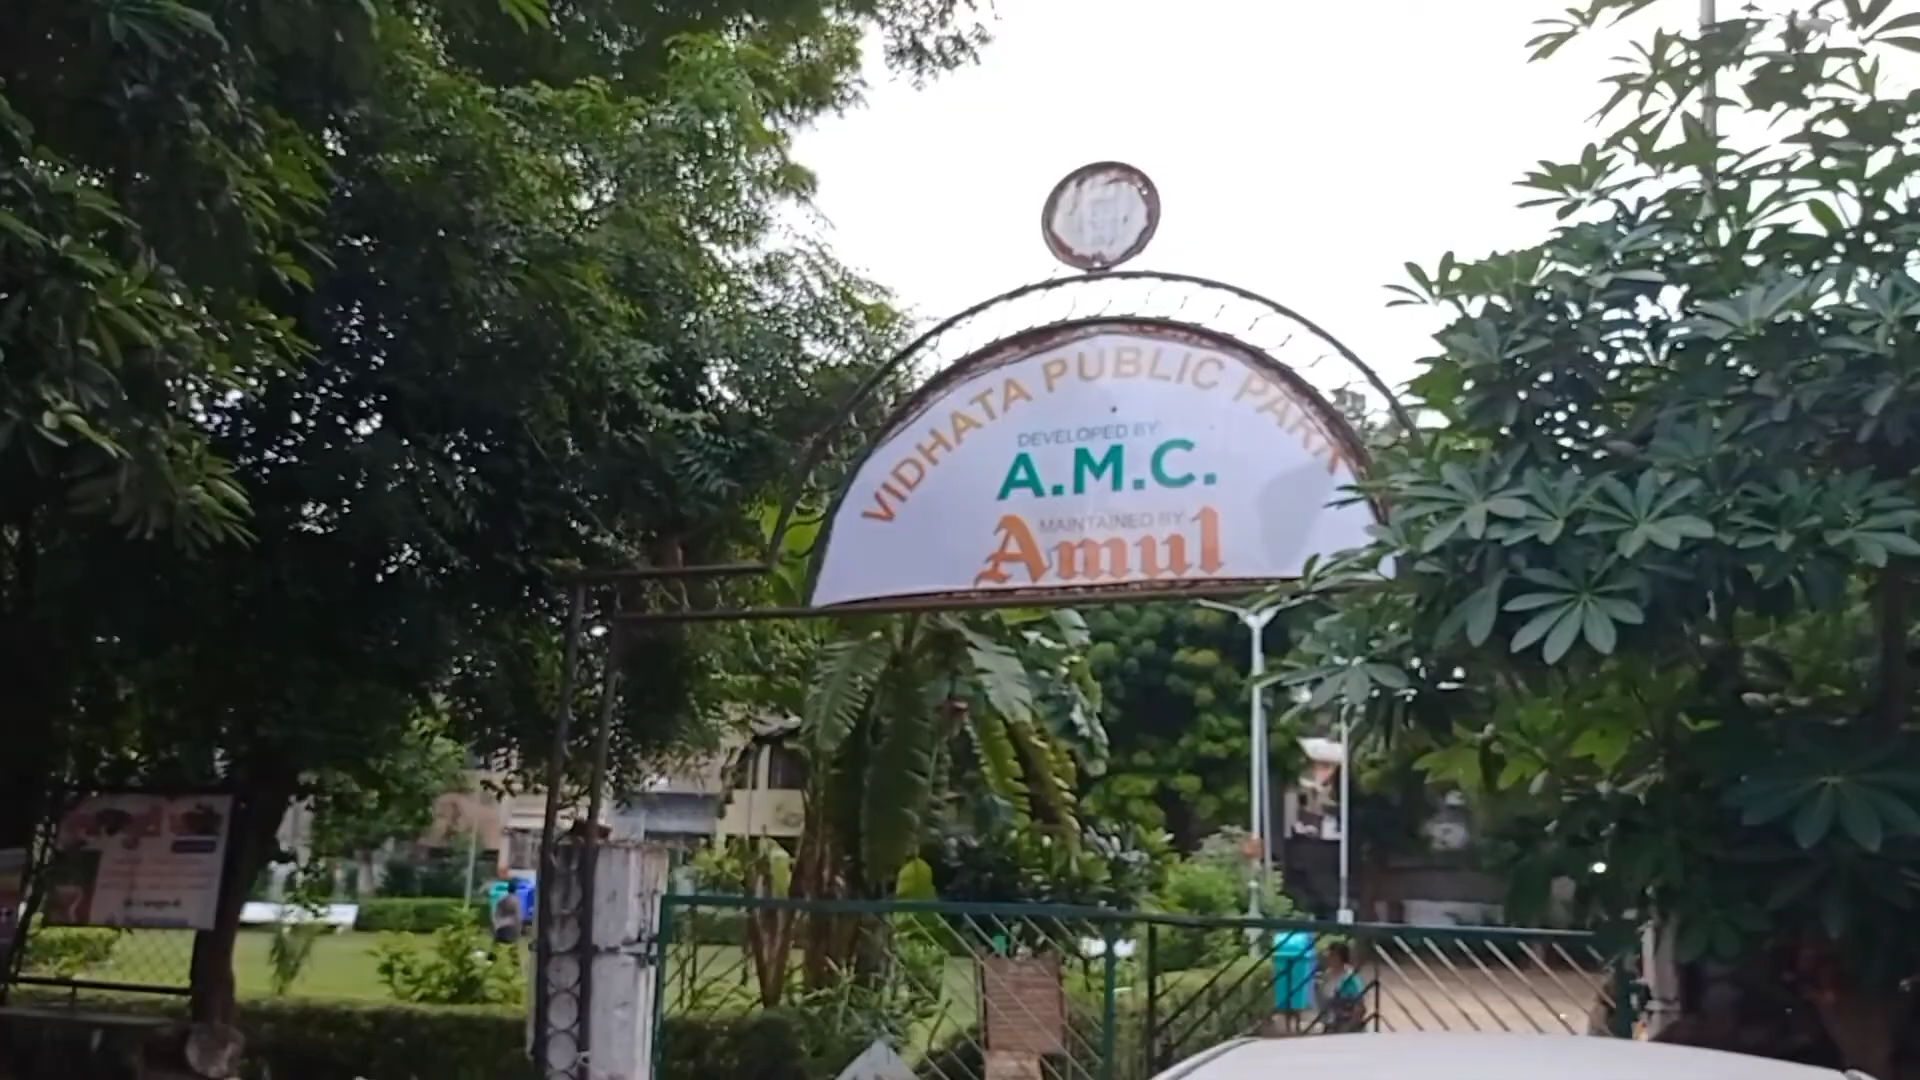 VIDHATA PUBLIC PARK
DEVELOPED BY:
A.M.C.
MAINTAINED BY
Amul